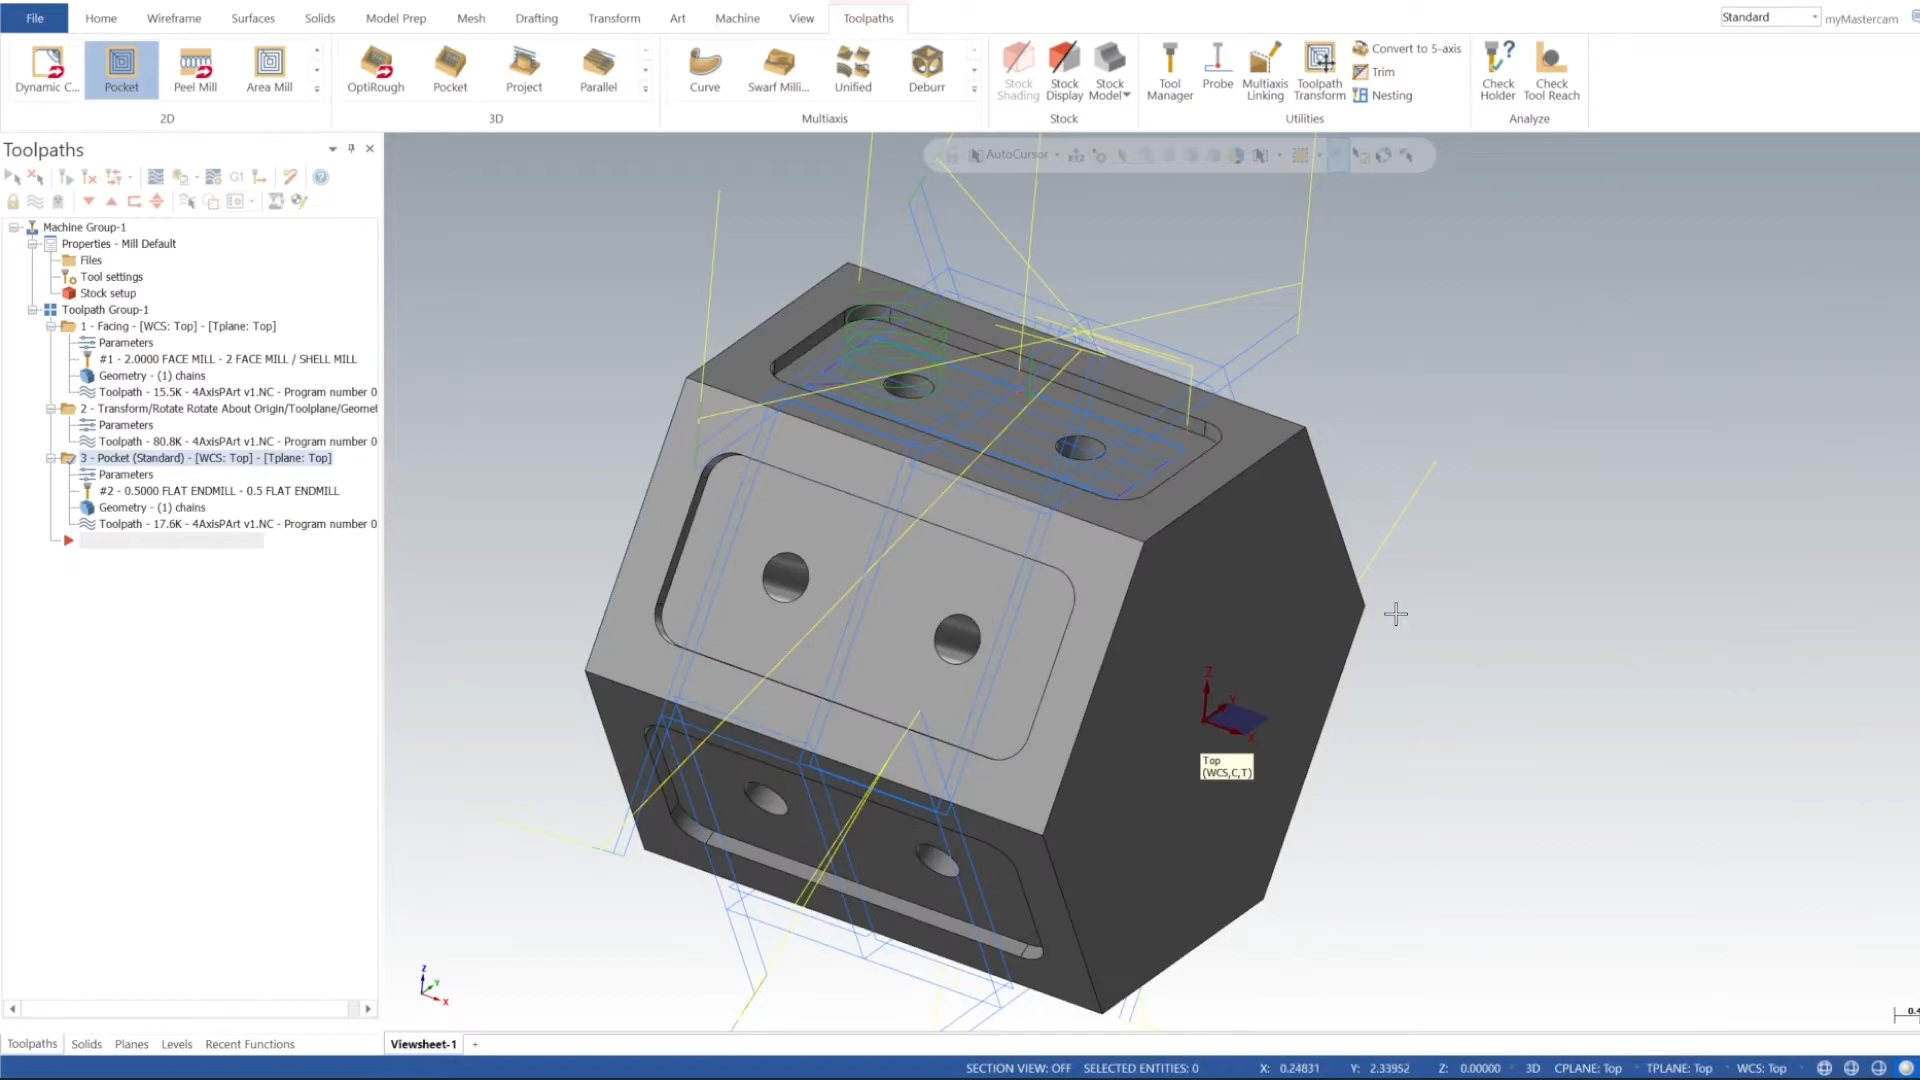 File Home Wireframe Surfaces Solids Model Prep Mesh Drafting Transform Art Machine View Toolpaths Standard myMastercam
Dynamic C... Pocket Peel Mill Area Mill OptiRough Pocket Project Parallel Curve Swarf Milli... Unified Deburr Stock Shading Stock Display Stock Model Tool Manager Probe Multiaxis Linking Toolpath Transform Convert to 5-axis Trim Nesting Check Holder Check Tool Reach
2D 3D Multiaxis Stock Utilities Analyze
Toolpaths
AutoCursor
G1
Machine Group-1
Properties - Mill Default
Files
Tool settings
Stock setup
Toolpath Group-1
1 - Facing - [WCS: Top] - [Tplane: Top]
Parameters
#1 - 2.0000 FACE MILL - 2 FACE MILL / SHELL MILL
Geometry - (1) chains
Toolpath - 15.5K - 4AxisPArt v1.NC - Program number 0
2 - Transform/Rotate Rotate About Origin/Toolplane/Geomet
Parameters
Toolpath - 80.8K - 4AxisPArt v1.NC - Program number 0
3 - Pocket (Standard) - [WCS: Top] - [Tplane: Top]
Parameters
#2 - 0.5000 FLAT ENDMILL - 0.5 FLAT ENDMILL
Geometry - (1) chains
Toolpath - 17.6K - 4AxisPArt v1.NC - Program number 0
Z
Y
X
Top
(WCS,C,T)
Z
Y
X
0.4
Toolpaths Solids Planes Levels Recent Functions Viewsheet-1 +
SECTION VIEW: OFF SELECTED ENTITIES: 0 X: 0.24831 Y: 2.33952 Z: 0.00000 3D CPLANE: Top TPLANE: Top WCS: Top